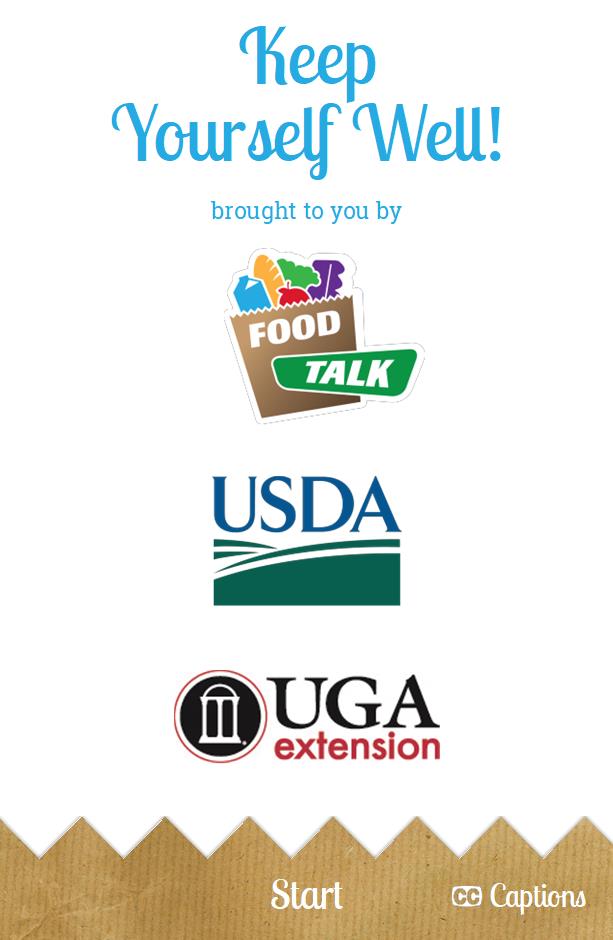 Keep
Yourself Well!
brought to you by
FOOD
TALK
USDA
UGA
extension
Start
CC Captions